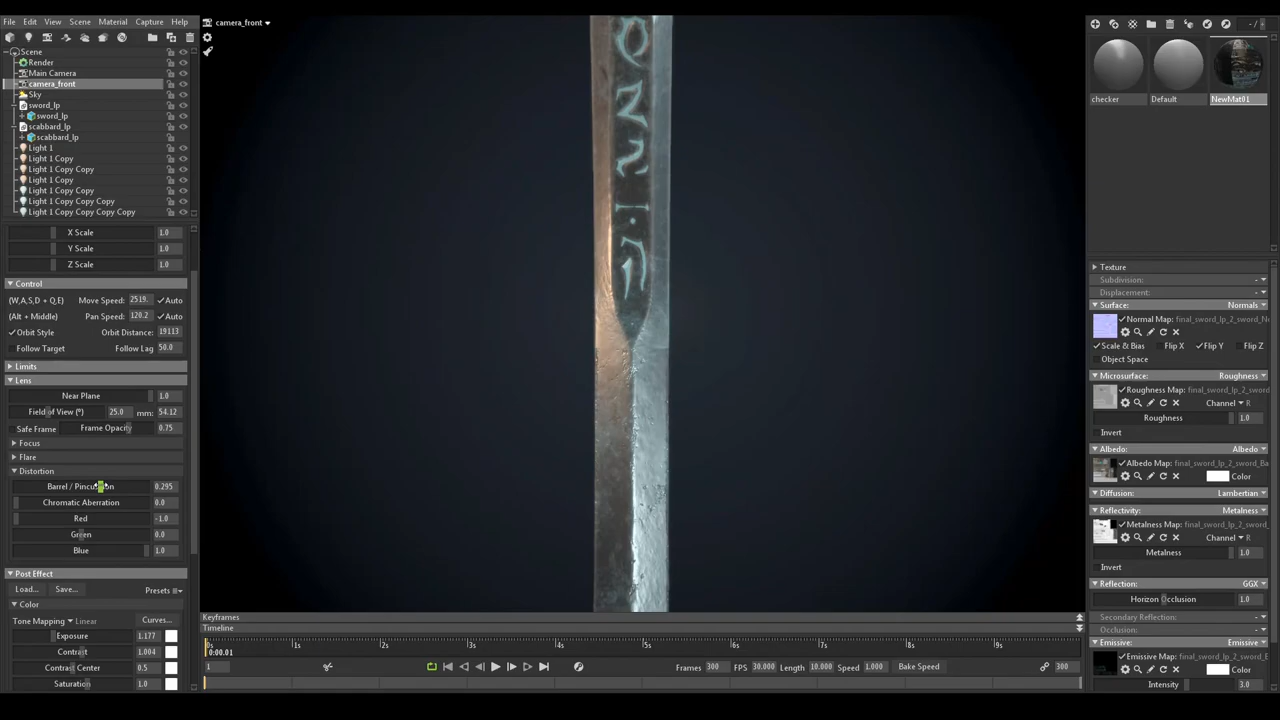 File Edit View Scene Material Capture Help
camera_front
Scene
Render
Main Camera
camera_front
Sky
sword_lp
sword_lp
scabbard_lp
scabbard_lp
Light 1
Light 1 Copy
Light 1 Copy Copy
Light 1 Copy
Light 1 Copy Copy
Light 1 Copy Copy Copy
Light 1 Copy Copy Copy Copy
X Scale 1.0
Y Scale 1.0
Z Scale 1.0
Control
(W,A,S,D + Q,E) Move Speed: 2519. Auto
(Alt + Middle) Pan Speed: 120.2 Auto
Orbit Style Orbit Distance: 19113
Follow Target Follow Lag 50.0
Limits
Lens
Near Plane 1.0
Field of View (º) 25.0 mm: 54.12
Safe Frame Frame Opacity 0.75
Focus
Flare
Distortion
Barrel / Pincushion 0.295
Chromatic Aberration 0.0
Red -1.0
Green 0.0
Blue 1.0
Post Effect
Load... Save... Presets
Color
Tone Mapping Linear Curves...
Exposure 1.177
Contrast 1.004
Contrast Center 0.5
Saturation 1.0
Keyframes
Timeline
0s 1s 2s 3s 4s 5s 6s 7s 8s 9s
0:00.01
1 Frames 300 FPS 30.000 Length 10.000 Speed 1.000 Bake Speed 300
checker Default NewMat01
Texture
Subdivision:
Displacement:
Surface: Normals
Normal Map: final_sword_lp_2_sword_No
Scale & Bias Flip X Flip Y Flip Z
Object Space
Microsurface: Roughness
Roughness Map: final_sword_lp_2_sword
Channel R
Roughness 1.0
Invert
Albedo: Albedo
Albedo Map: final_sword_lp_2_sword_Ba
Color
Diffusion: Lambertian
Reflectivity: Metalness
Metalness Map: final_sword_lp_2_sword
Channel R
Metalness 1.0
Invert
Reflection: GGX
Horizon Occlusion 1.0
Secondary Reflection:
Occlusion:
Emissive: Emissive
Emissive Map: final_sword_lp_2_sword_E
Color
Intensity 3.0